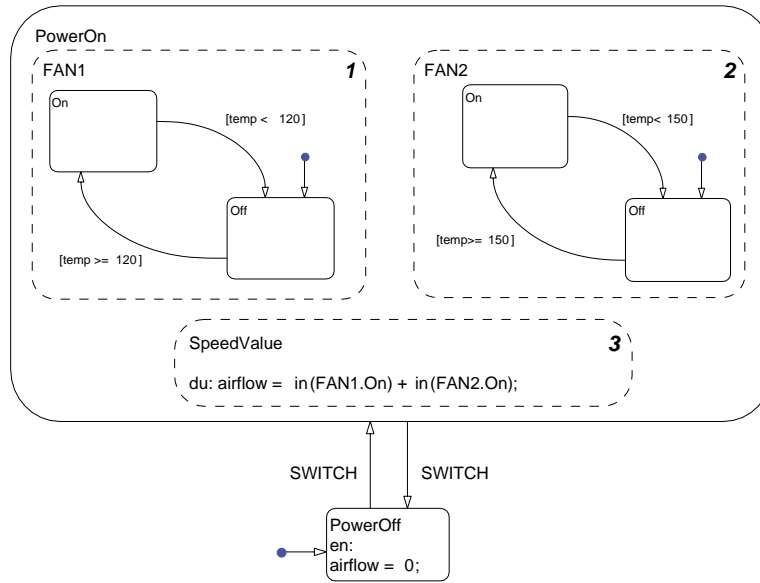 PowerOn
FAN1
1
On
[temp < 120]
Off
[temp >= 120]
FAN2
2
On
[temp< 150]
Off
[temp>= 150]
SpeedValue
3
du: airflow = in(FAN1.On) + in(FAN2.On);
SWITCH
SWITCH
PowerOff
en:
airflow = 0;